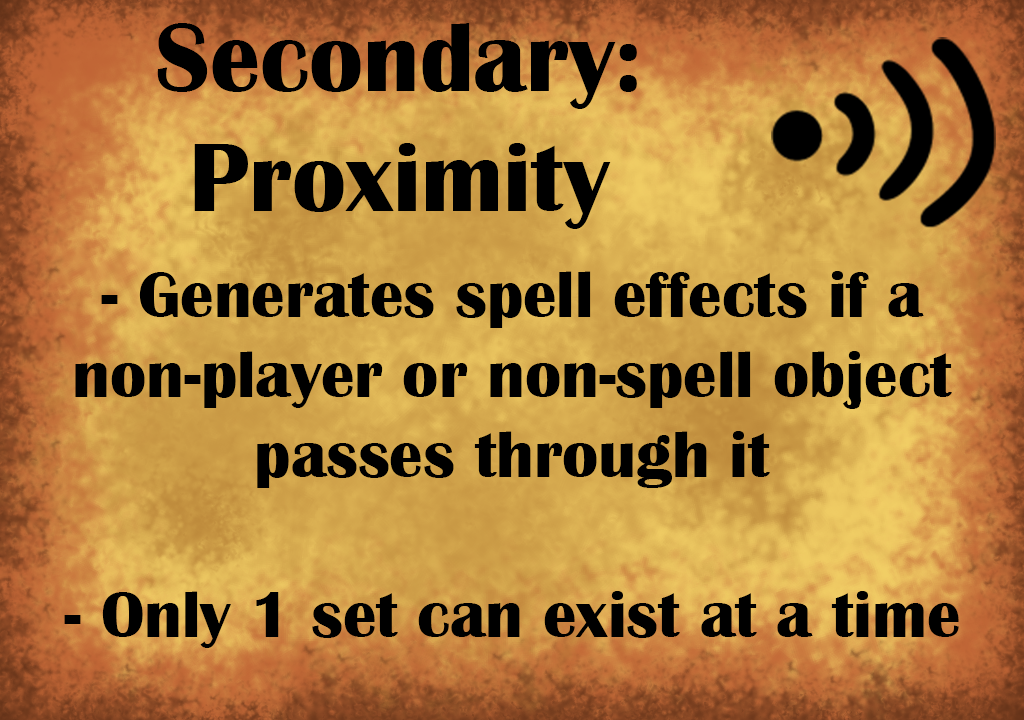 Secondary:
Proximity
- Generates spell effects if a
non-player or non-spell object
passes through it
- Only 1 set can exist at a time